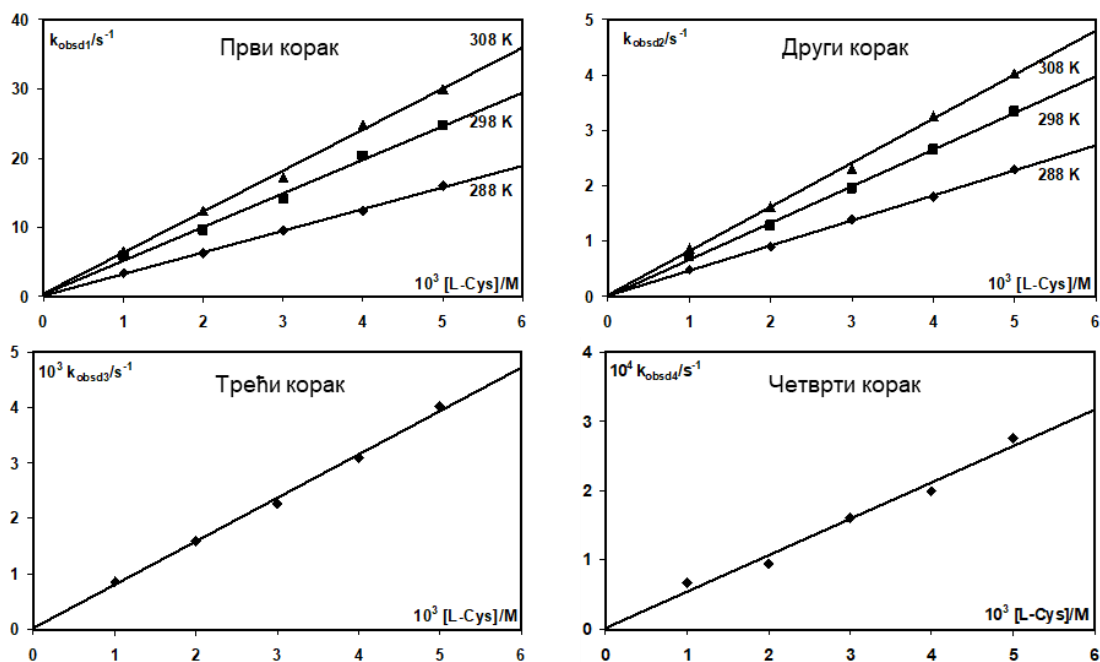 40
k_obsd1/s⁻¹
Први корак
308 K
30
298 K
20
288 K
10
10³ [L-Cys]/M
0
0 1 2 3 4 5 6
5
k_obsd2/s⁻¹
Други корак
308 K
4
298 K
3
288 K
2
1
10³ [L-Cys]/M
0
0 1 2 3 4 5 6
5
10³ k_obsd3/s⁻¹
Трећи корак
4
3
2
1
10³ [L-Cys]/M
0
0 1 2 3 4 5 6
4
10⁴ k_obsd4/s⁻¹
Четврти корак
3
2
1
10³ [L-Cys]/M
0
0 1 2 3 4 5 6